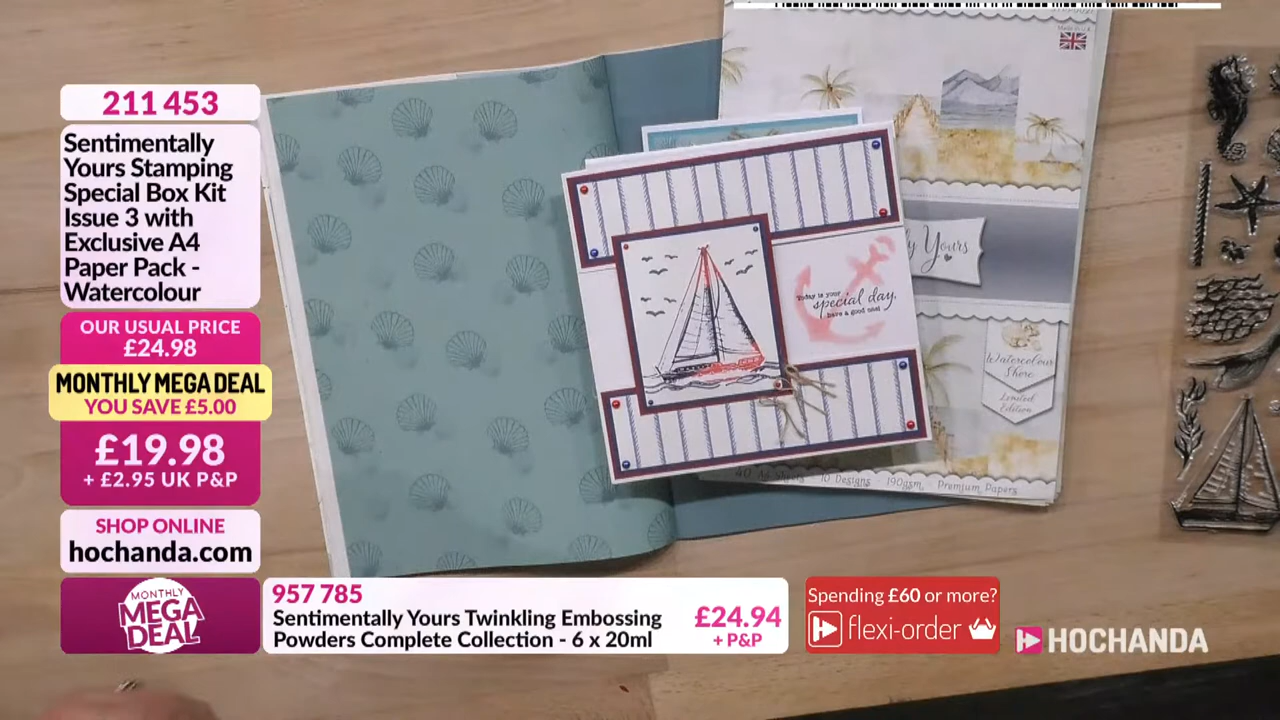 211 453
Sentimentally
Yours Stamping
Special Box Kit
Issue 3 with
Exclusive A4
Paper Pack -
Watercolour
OUR USUAL PRICE
£24.98
MONTHLY MEGA DEAL
YOU SAVE £5.00
£19.98
+ £2.95 UK P&P
SHOP ONLINE
hochanda.com
MONTHLY
MEGA
DEAL
957 785
Sentimentally Yours Twinkling Embossing
Powders Complete Collection - 6 x 20ml
£24.94
+ P&P
Spending £60 or more?
flexi-order
HOCHANDA
Today is your
special day,
have a good one!
Yours
Watercolour
Shore
Limited
Edition
40 A4 Sheets - 10 Designs - 190gsm - Premium Papers